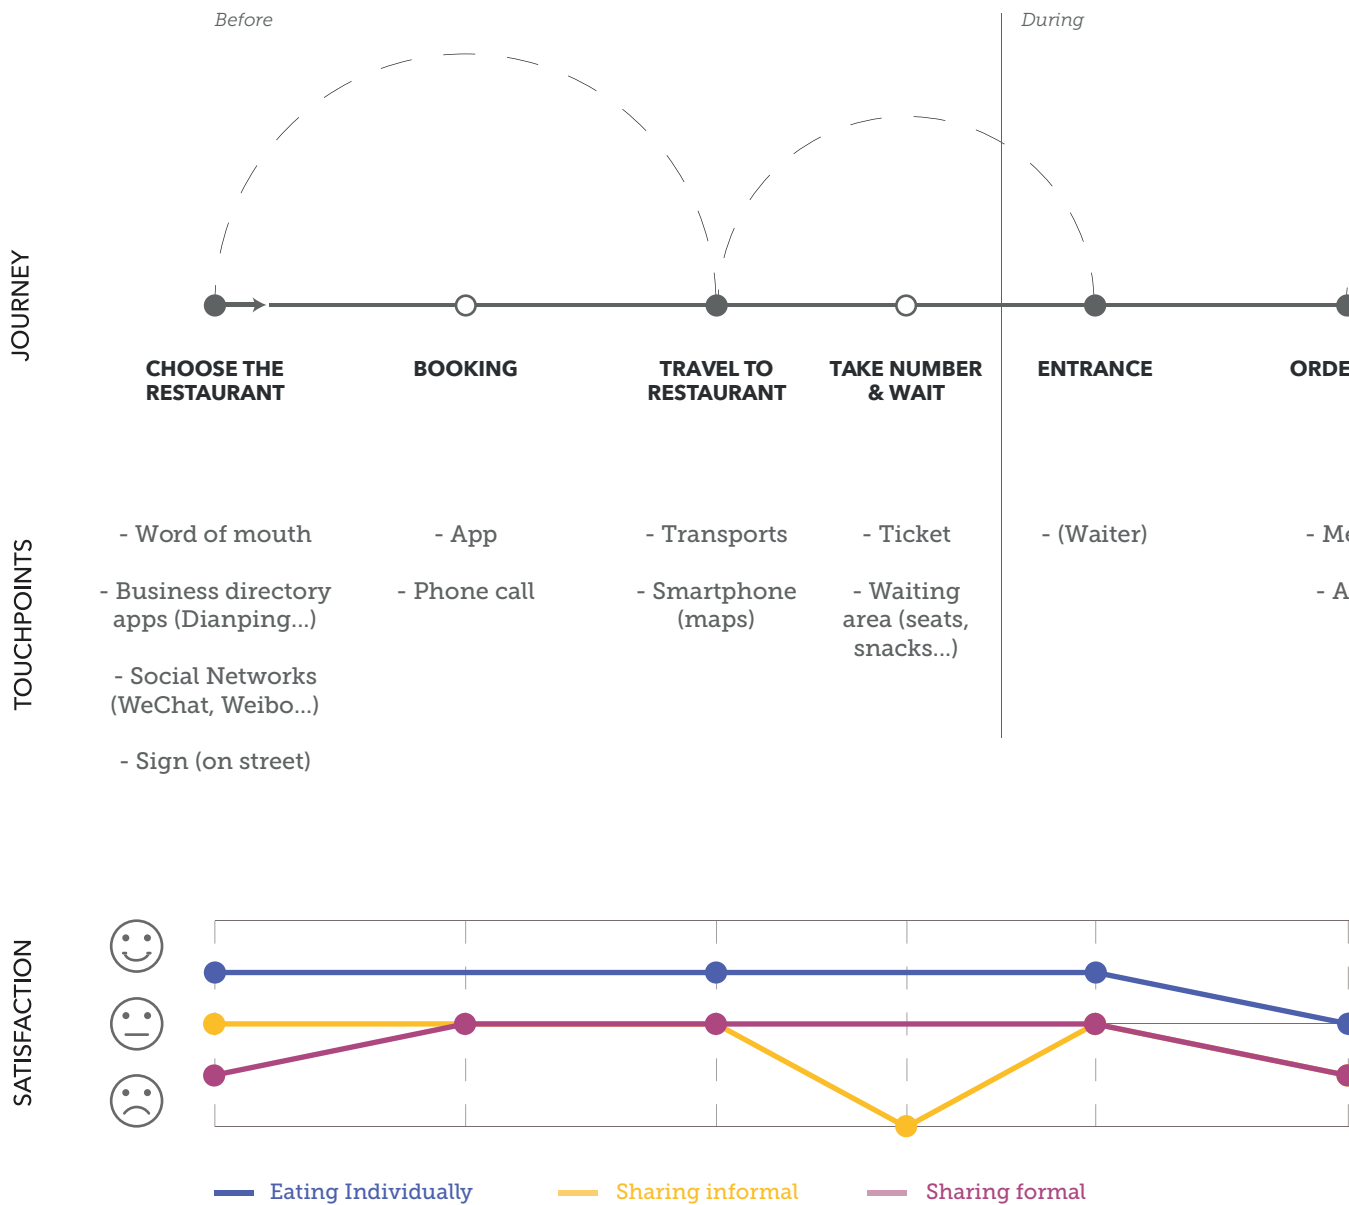 Before
During
JOURNEY
CHOOSE THE
RESTAURANT
BOOKING
TRAVEL TO
RESTAURANT
TAKE NUMBER
& WAIT
ENTRANCE
ORDE
TOUCHPOINTS
- Word of mouth
- Business directory
apps (Dianping...)
- Social Networks
(WeChat, Weibo...)
- Sign (on street)
- App
- Phone call
- Transports
- Smartphone
(maps)
- Ticket
- Waiting
area (seats,
snacks...)
- (Waiter)
- Me
- A
SATISFACTION
Eating Individually
Sharing informal
Sharing formal